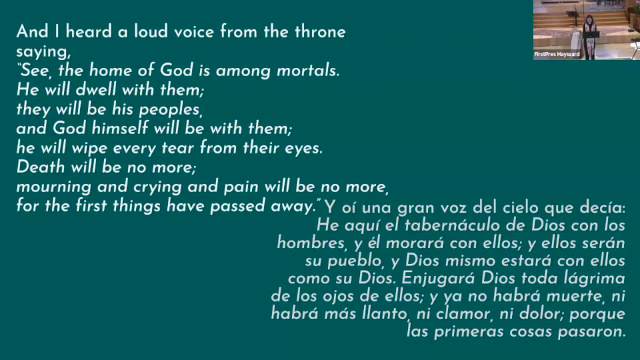 And I heard a loud voice from the throne
saying,
"See, the home of God is among mortals.
He will dwell with them;
they will be his peoples,
and God himself will be with them;
he will wipe every tear from their eyes.
Death will be no more;
mourning and crying and pain will be no more,
for the first things have passed away."
Y oí una gran voz del cielo que decía:
He aquí el tabernáculo de Dios con los
hombres, y él morará con ellos; y ellos serán
su pueblo, y Dios mismo estará con ellos
como su Dios. Enjugará Dios toda lágrima
de los ojos de ellos; y ya no habrá muerte, ni
habrá más llanto, ni clamor, ni dolor; porque
las primeras cosas pasaron.
FirstPres Hayward